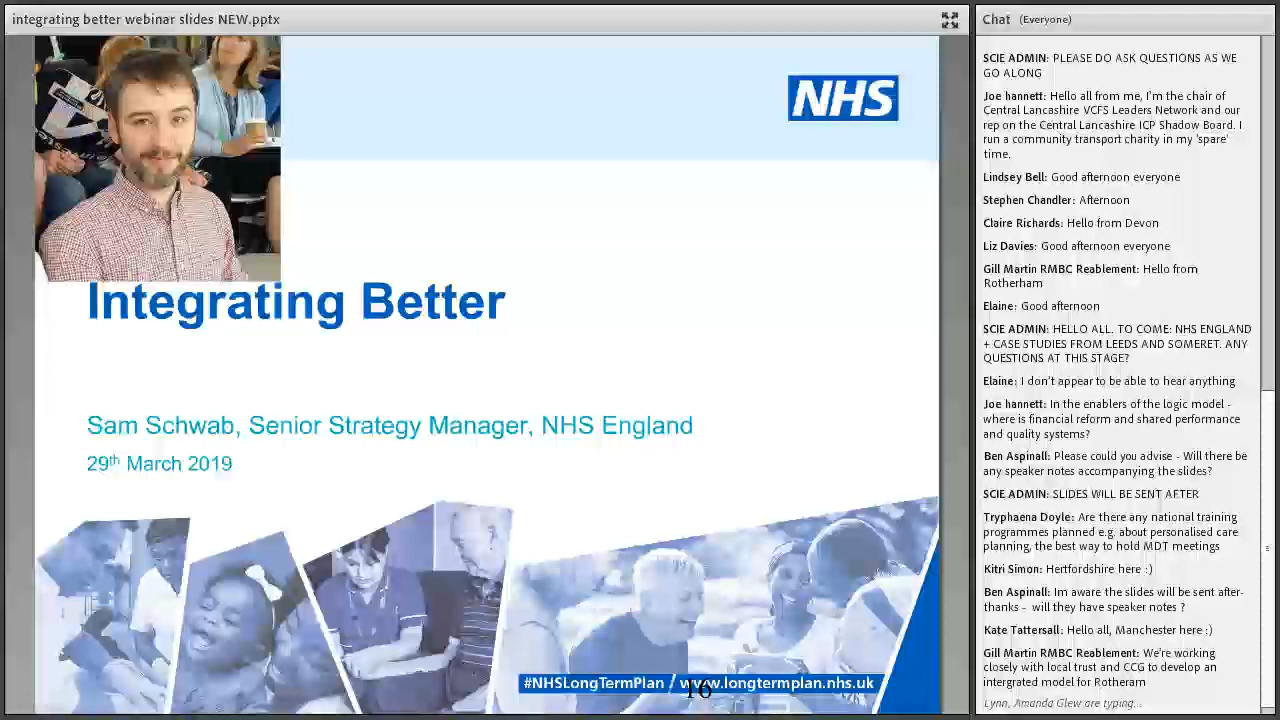 integrating better webinar slides NEW.pptx
NHS
Integrating Better
Sam Schwab, Senior Strategy Manager, NHS England
29th March 2019
#NHSLongTermPlan / www.longtermplan.nhs.uk
16
Chat (Everyone)
SCIE ADMIN: PLEASE DO ASK QUESTIONS AS WE
GO ALONG
Joe hannett: Hello all from me, I'm the chair of
Central Lancashire VCFS Leaders Network and our
rep on the Central Lancashire ICP Shadow Board. I
run a community transport charity in my 'spare'
time.
Lindsey Bell: Good afternoon everyone
Stephen Chandler: Afternoon
Claire Richards: Hello from Devon
Liz Davies: Good afternoon everyone
Gill Martin RMBC Reablement: Hello from
Rotherham
Elaine: Good afternoon
SCIE ADMIN: HELLO ALL. TO COME: NHS ENGLAND
+ CASE STUDIES FROM LEEDS AND SOMERET. ANY
QUESTIONS AT THIS STAGE?
Elaine: I don't appear to be able to hear anything
Joe hannett: In the enablers of the logic model -
where is financial reform and shared performance
and quality systems?
Ben Aspinall: Please could you advise - Will there be
any speaker notes accompanying the slides?
SCIE ADMIN: SLIDES WILL BE SENT AFTER
Tryphaena Doyle: Are there any national training
programmes planned e.g. about personalised care
planning, the best way to hold MDT meetings
Kitri Simon: Hertfordshire here :)
Ben Aspinall: Im aware the slides will be sent after-
thanks - will they have speaker notes ?
Kate Tattersall: Hello all, Manchester here :)
Gill Martin RMBC Reablement: We're working
closely with local trust and CCG to develop an
intergrated model for Rotheram
Lynn, Amanda Glew are typing...